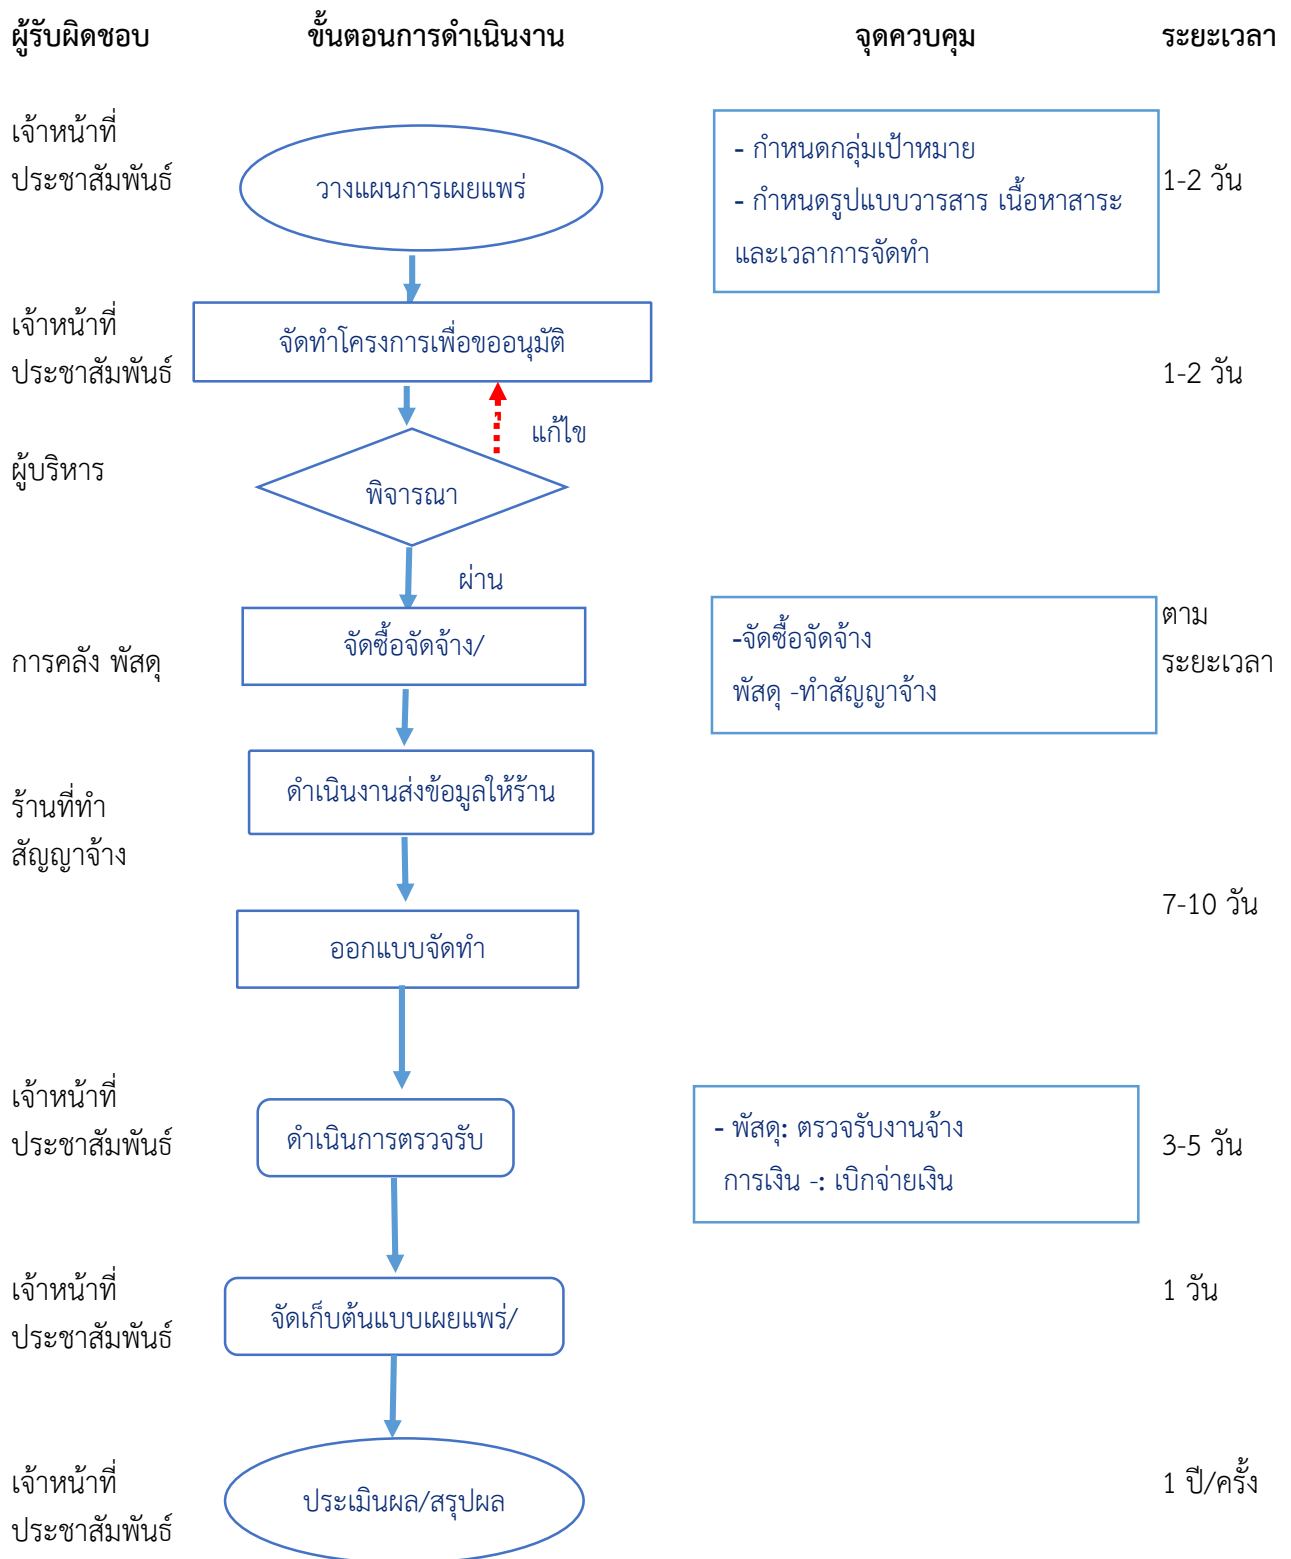 ผู้รับผิดชอบ ขั้นตอนการดำเนินงาน จุดควบคุม ระยะเวลา
เจ้าหน้าที่
ประชาสัมพันธ์
วางแผนการเผยแพร่
- กำหนดกลุ่มเป้าหมาย
- กำหนดรูปแบบวารสาร เนื้อหาสาระ
และเวลาการจัดทำ
1-2 วัน
เจ้าหน้าที่
ประชาสัมพันธ์
จัดทำโครงการเพื่อขออนุมัติ
1-2 วัน
แก้ไข
ผู้บริหาร
พิจารณา
ผ่าน
การคลัง พัสดุ
จัดซื้อจัดจ้าง/
-จัดซื้อจัดจ้าง
พัสดุ -ทำสัญญาจ้าง
ตาม
ระยะเวลา
ร้านที่ทำ
สัญญาจ้าง
ดำเนินงานส่งข้อมูลให้ร้าน
ออกแบบจัดทำ
7-10 วัน
เจ้าหน้าที่
ประชาสัมพันธ์
ดำเนินการตรวจรับ
- พัสดุ: ตรวจรับงานจ้าง
การเงิน -: เบิกจ่ายเงิน
3-5 วัน
เจ้าหน้าที่
ประชาสัมพันธ์
จัดเก็บต้นแบบเผยแพร่/
1 วัน
เจ้าหน้าที่
ประชาสัมพันธ์
ประเมินผล/สรุปผล
1 ปี/ครั้ง